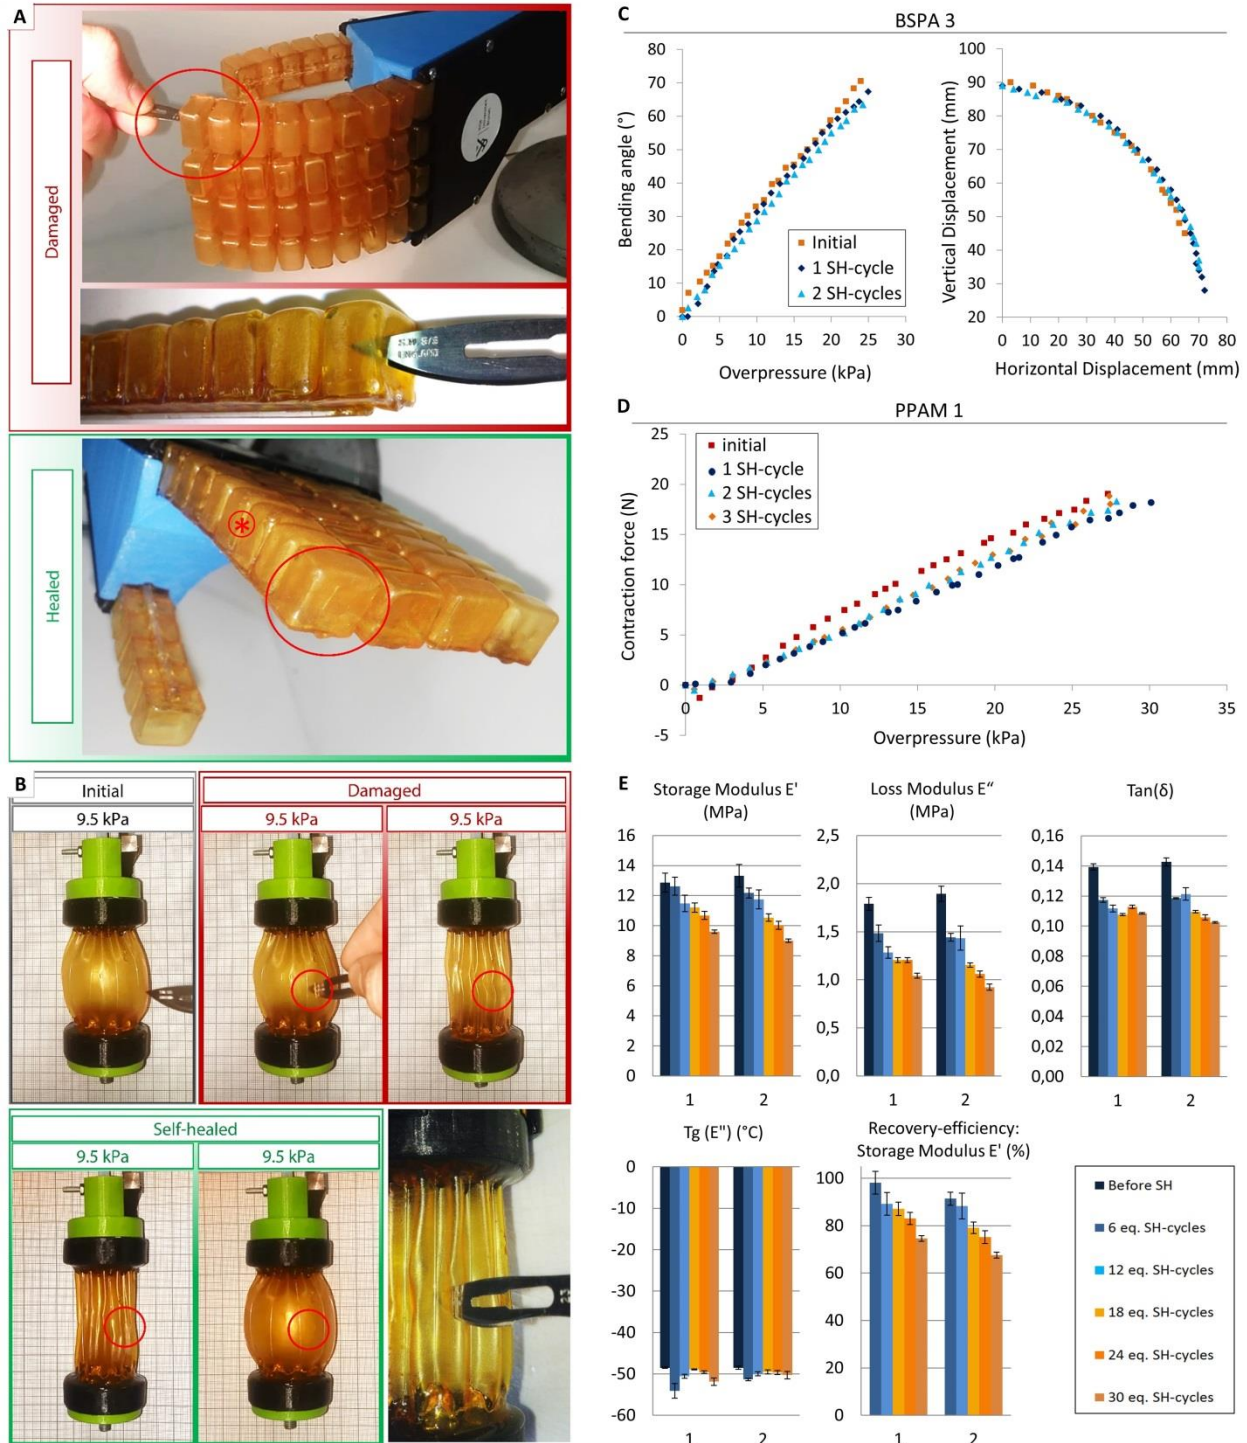 A
Damaged
Healed
B
Initial
Damaged
9.5 kPa
9.5 kPa
9.5 kPa
Self-healed
9.5 kPa
9.5 kPa
C
BSPA 3
Bending angle (°)
80
70
60
50
40
30
20
10
0
0
5
10
15
20
25
30
Overpressure (kPa)
Initial
1 SH-cycle
2 SH-cycles
Vertical Displacement (mm)
100
90
80
70
60
50
40
30
20
0
10
20
30
40
50
60
70
80
Horizontal Displacement (mm)
D
PPAM 1
Contraction force (N)
25
20
15
10
5
0
-5
0
5
10
15
20
25
30
35
Overpressure (kPa)
initial
1 SH-cycle
2 SH-cycles
3 SH-cycles
E
Storage Modulus E'
(MPa)
16
14
12
10
8
6
4
2
0
1
2
Loss Modulus E“
(MPa)
2,5
2,0
1,5
1,0
0,5
0,0
1
2
Tan(δ)
0,16
0,14
0,12
0,10
0,08
0,06
0,04
0,02
0,00
1
2
Tg (E") (°C)
0
-10
-20
-30
-40
-50
-60
1
2
Recovery-efficiency:
Storage Modulus E' (%)
100
80
60
40
20
0
1
2
Before SH
6 eq. SH-cycles
12 eq. SH-cycles
18 eq. SH-cycles
24 eq. SH-cycles
30 eq. SH-cycles